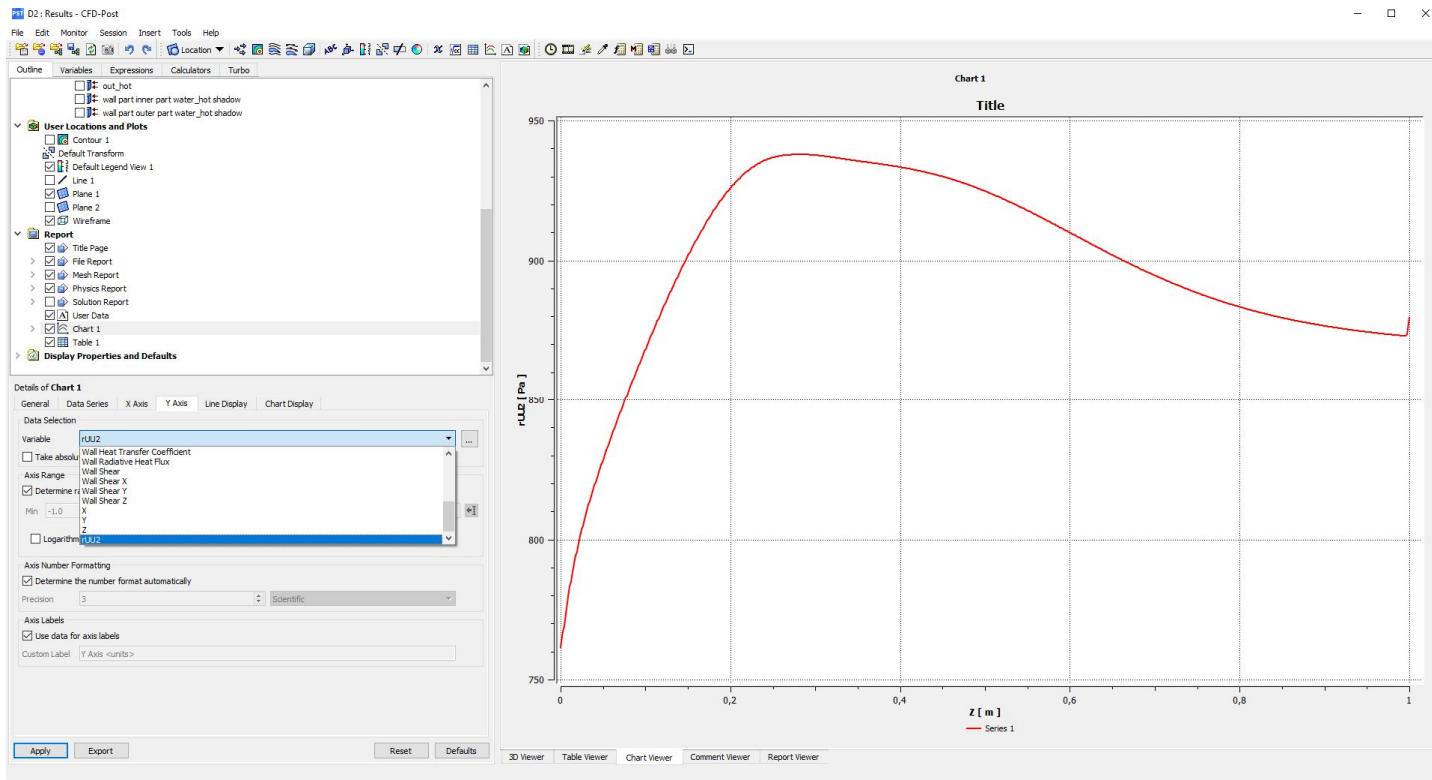 PST D2 : Results - CFD-Post
File Edit Monitor Session Insert Tools Help
Location
Outline Variables Expressions Calculators Turbo
out_hot
wall part inner part water_hot shadow
wall part outer part water_hot shadow
User Locations and Plots
Contour 1
Default Transform
Default Legend View 1
Line 1
Plane 1
Plane 2
Wireframe
Report
Title Page
File Report
Mesh Report
Physics Report
Solution Report
User Data
Chart 1
Table 1
Display Properties and Defaults
Details of Chart 1
General Data Series X Axis Y Axis Line Display Chart Display
Data Selection
Variable rUU2 ...
Wall Heat Transfer Coefficient
Take absolu Wall Radiative Heat Flux
Wall Shear
Axis Range Wall Shear X
Determine ra Wall Shear Y
Wall Shear Z
Min -1.0 X
Y
Z
Logarithm rUU2
Axis Number Formatting
Determine the number format automatically
Precision 3 Scientific
Axis Labels
Use data for axis labels
Custom Label Y Axis <units>
Apply Export Reset Defaults
Chart 1
Title
950
900
850
800
750
rUU2 [ Pa ]
0 0,2 0,4 0,6 0,8 1
Z [ m ]
Series 1
3D Viewer Table Viewer Chart Viewer Comment Viewer Report Viewer